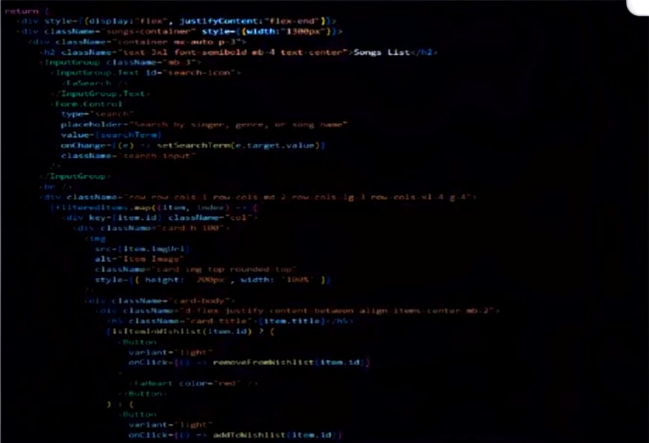 return (
<div style={{display:"flex", justifyContent:"flex-end"}}>
<div className="songs-container" style={{width:"1300px"}}>
<div className="container mx-auto p-3">
<h2 className="text-3xl font-semibold mb-4 text-center">Songs List</h2>
<InputGroup className="mb-3">
<InputGroup.Text id="search-icon">
<FaSearch />
</InputGroup.Text>
<Form.Control
type="search"
placeholder="Search by singer, genre, or song name"
value={searchTerm}
onChange={(e) => setSearchTerm(e.target.value)}
className="search-input"
/>
</InputGroup>
<br />
<div className="row row-cols-1 row-cols-md-2 row-cols-lg-3 row-cols-xl-4 g-4">
{filteredItems.map((item, index) => (
<div key={item.id} className="col">
<div className="card h-100">
<img
src={item.imgUrl}
alt="Item Image"
className="card-img-top rounded-top"
style={{ height: '200px', width: '100%' }}
/>
<div className="card-body">
<div className="d-flex justify-content-between align-items-center mb-2">
<h5 className="card-title">{item.title}</h5>
{isItemInWishlist(item.id) ? (
<Button
variant="light"
onClick={() => removeFromWishlist(item.id)}
>
<FaHeart color="red" />
</Button>
) : (
<Button
variant="light"
onClick={() => addToWishlist(item.id)}